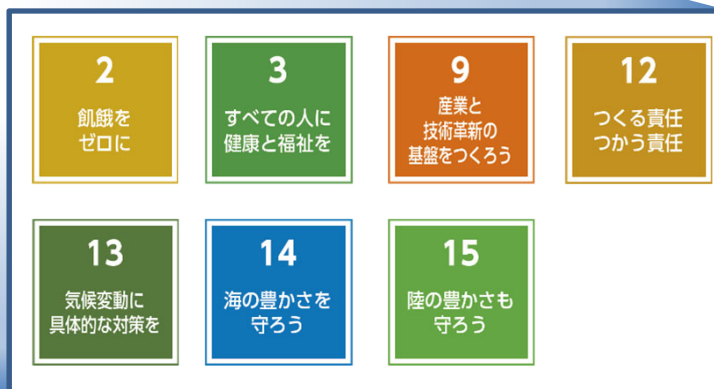 2
飢餓を
ゼロに
3
すべての人に
健康と福祉を
9
産業と
技術革新の
基盤をつくろう
12
つくる責任
つかう責任
13
気候変動に
具体的な対策を
14
海の豊かさを
守ろう
15
陸の豊かさも
守ろう